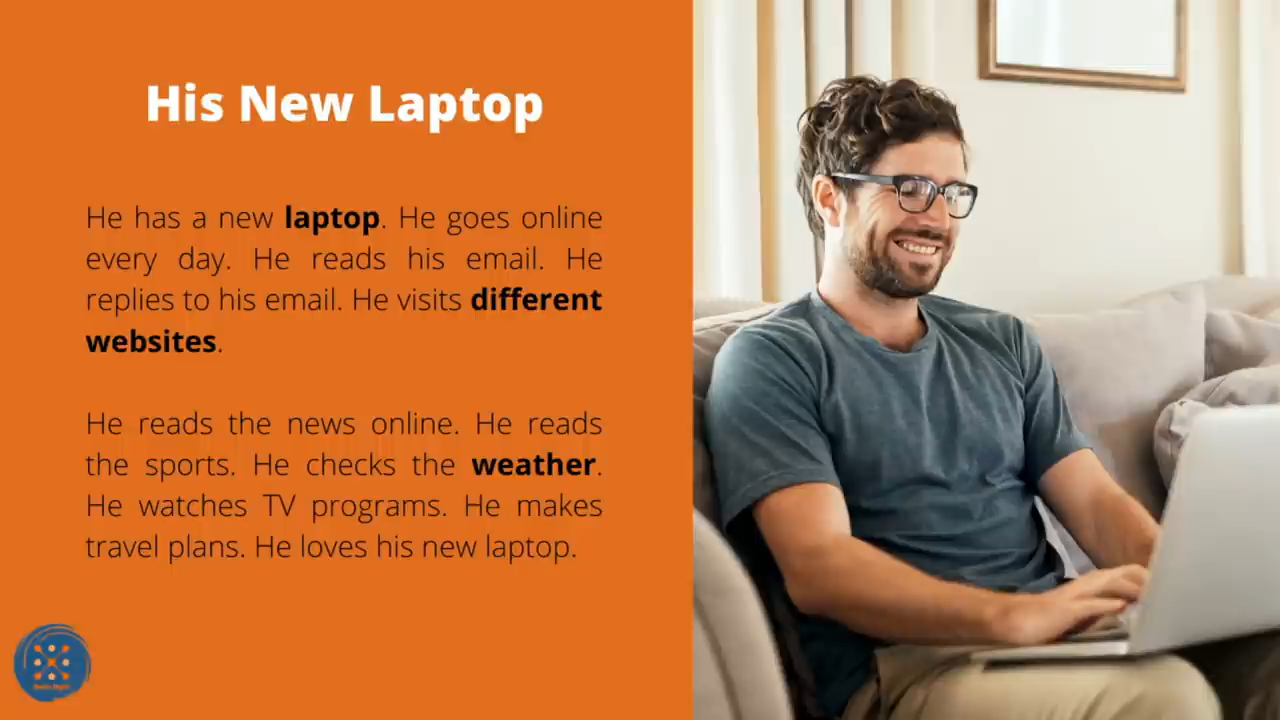 His New Laptop
He has a new laptop. He goes online
every day. He reads his email. He
replies to his email. He visits different
websites.
He reads the news online. He reads
the sports. He checks the weather.
He watches TV programs. He makes
travel plans. He loves his new laptop.